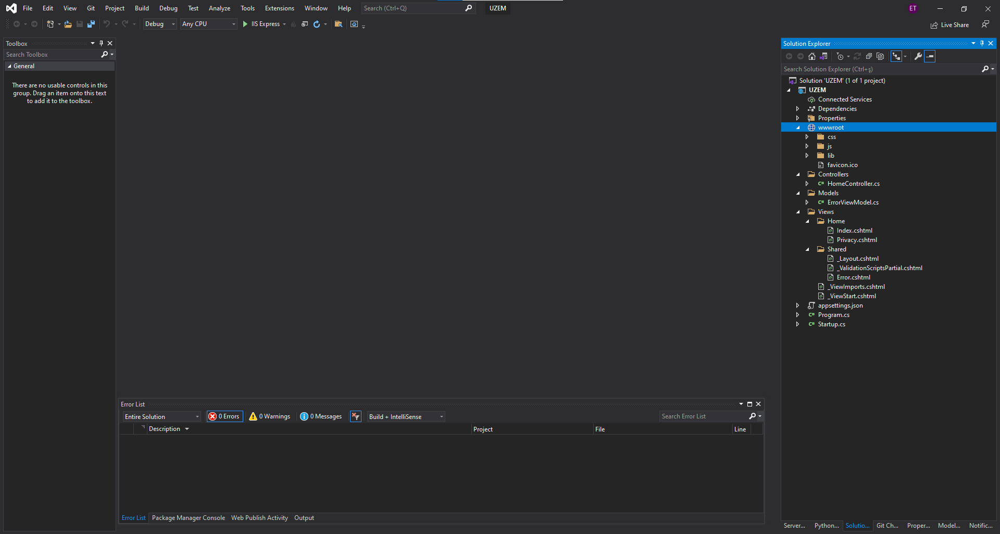 File Edit View Git Project Build Debug Test Analyze Tools Extensions Window Help Search (Ctrl+Q) UZEM ET
Debug Any CPU IIS Express Live Share
Toolbox
Search Toolbox
General
There are no usable controls in this
group. Drag an item onto this text
to add it to the toolbox.
Error List
Entire Solution 0 Errors 0 Warnings 0 Messages Build + IntelliSense Search Error List
Description Project File Line
Error List Package Manager Console Web Publish Activity Output
Solution Explorer
Search Solution Explorer (Ctrl+ş)
Solution 'UZEM' (1 of 1 project)
UZEM
Connected Services
Dependencies
Properties
wwwroot
css
js
lib
favicon.ico
Controllers
C# HomeController.cs
Models
C# ErrorViewModel.cs
Views
Home
Index.cshtml
Privacy.cshtml
Shared
_Layout.cshtml
_ValidationScriptsPartial.cshtml
Error.cshtml
_ViewImports.cshtml
_ViewStart.cshtml
appsettings.json
C# Program.cs
C# Startup.cs
Server... Python... Solutio... Git Ch... Proper... Model... Notific...